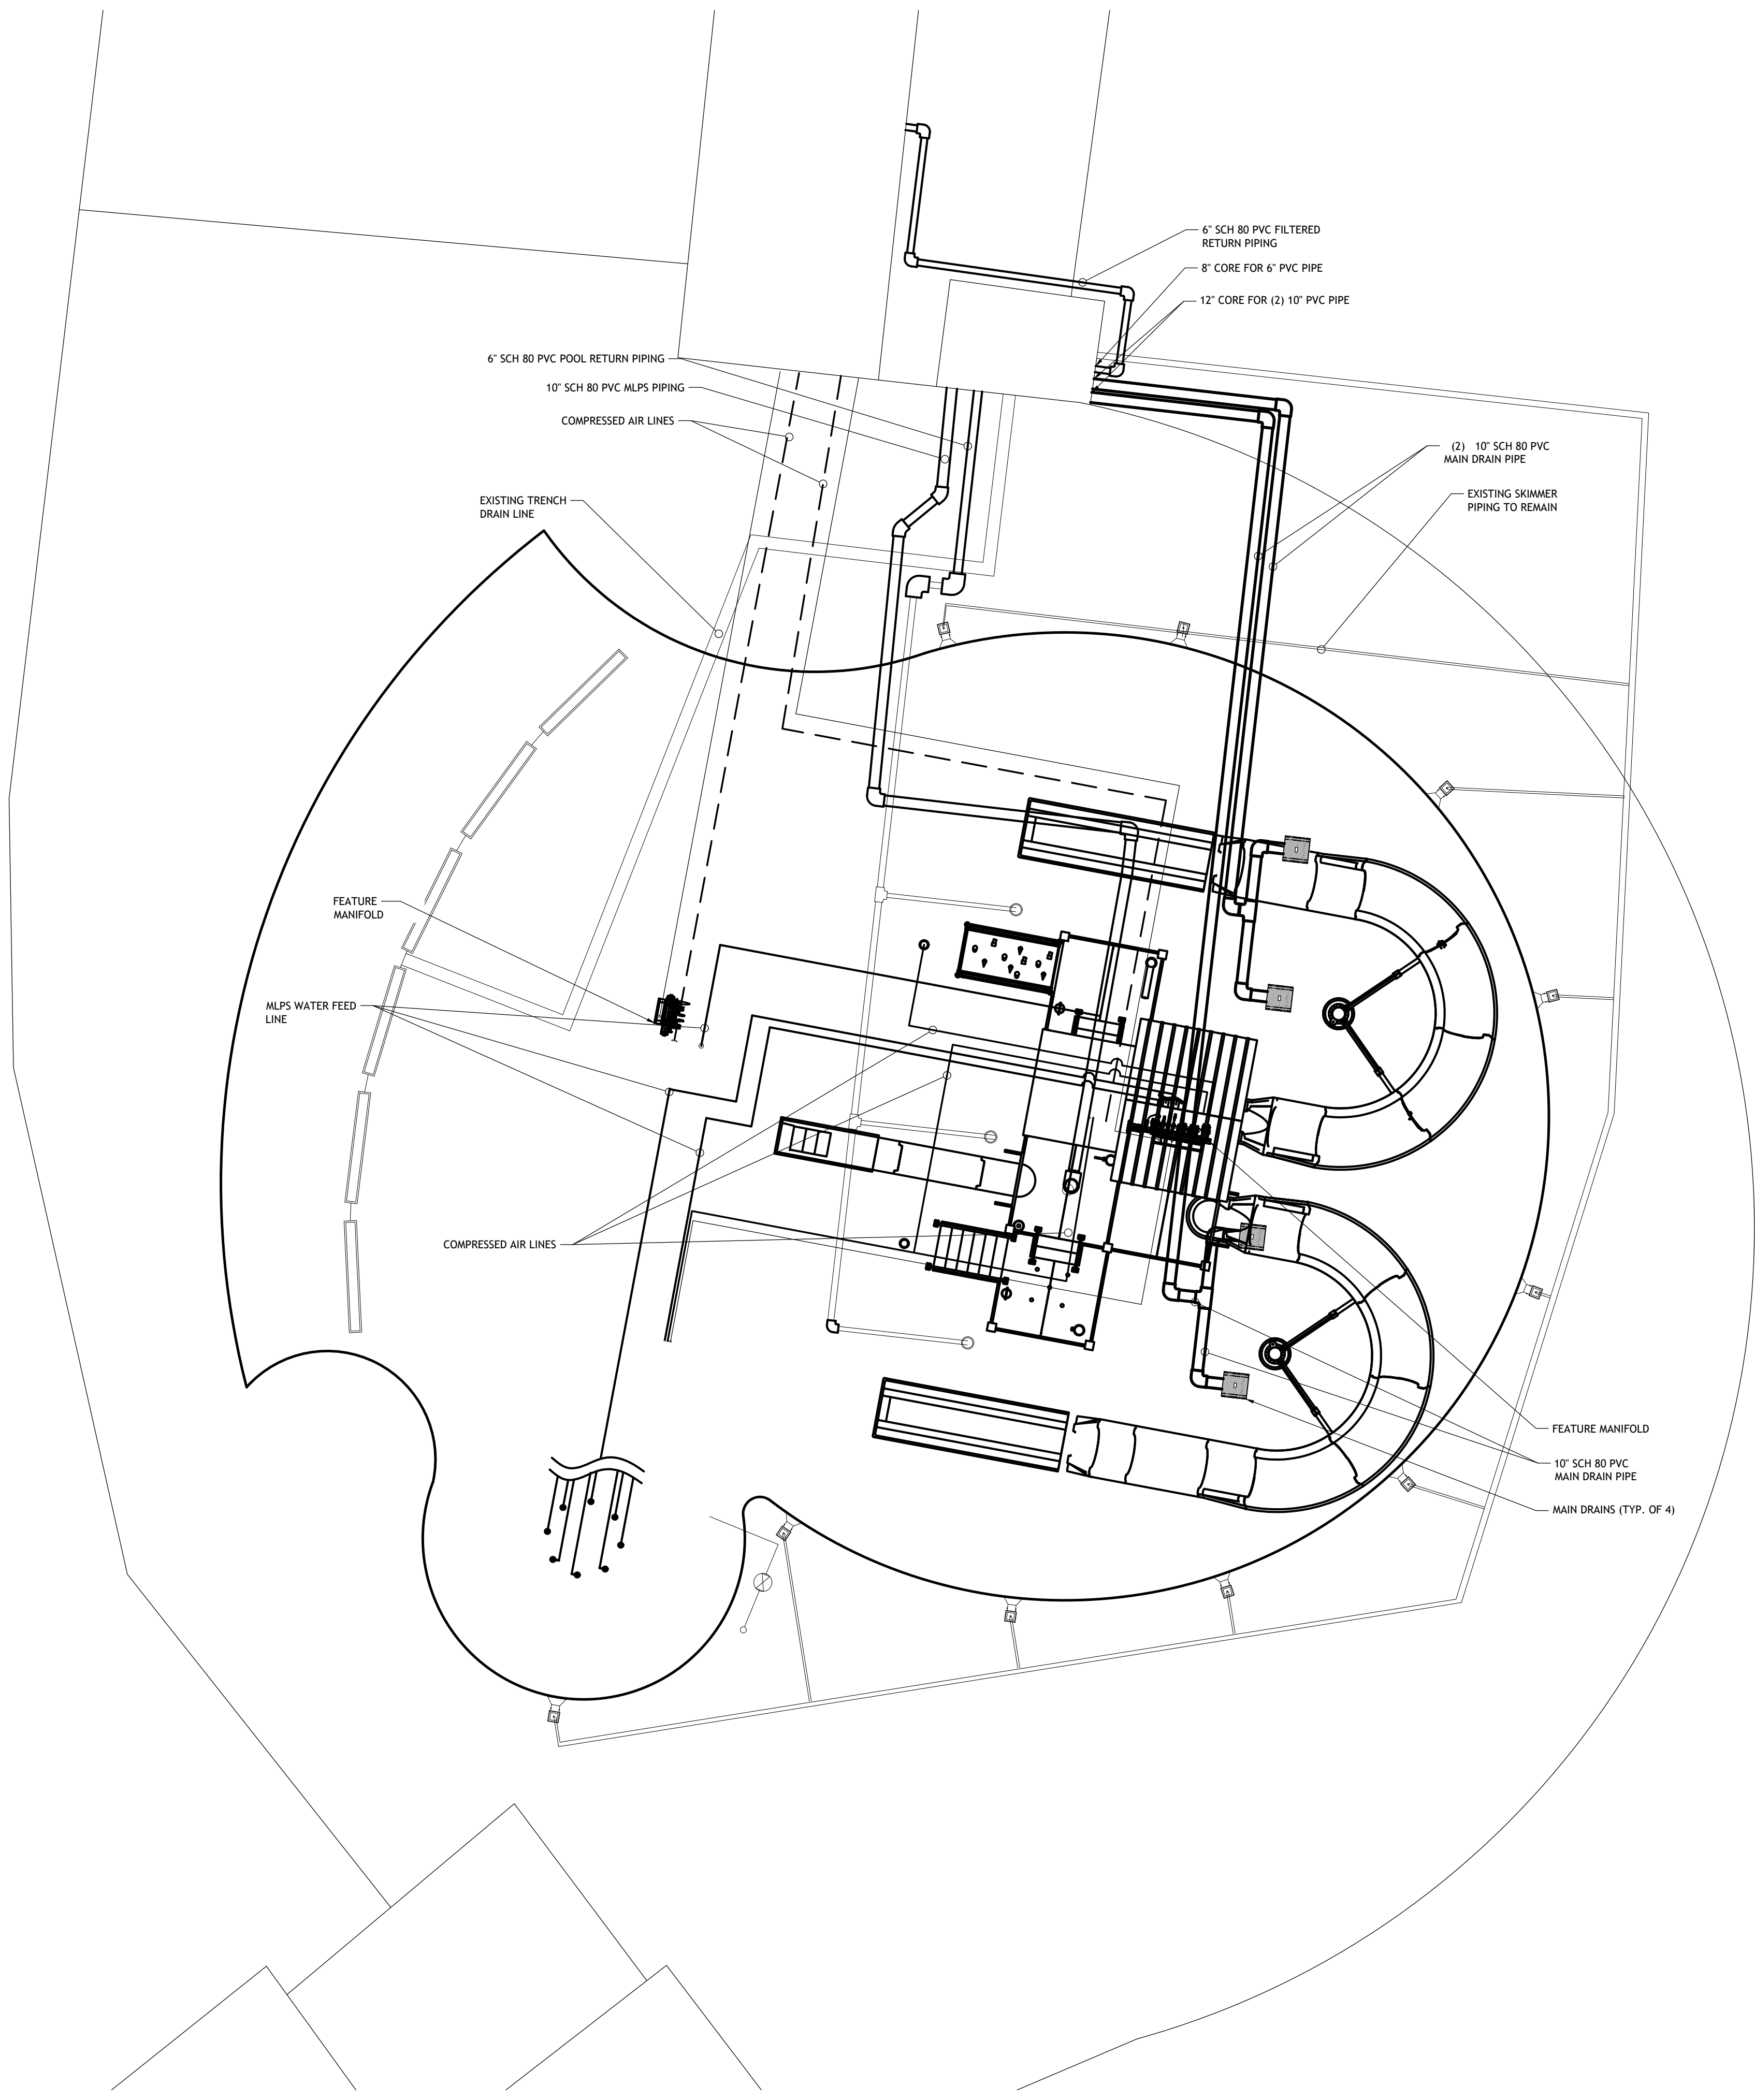 6" SCH 80 PVC FILTERED
RETURN PIPING
8" CORE FOR 6" PVC PIPE
12" CORE FOR (2) 10" PVC PIPE
6" SCH 80 PVC POOL RETURN PIPING
10" SCH 80 PVC MLPS PIPING
COMPRESSED AIR LINES
(2) 10" SCH 80 PVC
MAIN DRAIN PIPE
EXISTING TRENCH
DRAIN LINE
EXISTING SKIMMER
PIPING TO REMAIN
FEATURE
MANIFOLD
MLPS WATER FEED
LINE
COMPRESSED AIR LINES
FEATURE MANIFOLD
10" SCH 80 PVC
MAIN DRAIN PIPE
MAIN DRAINS (TYP. OF 4)